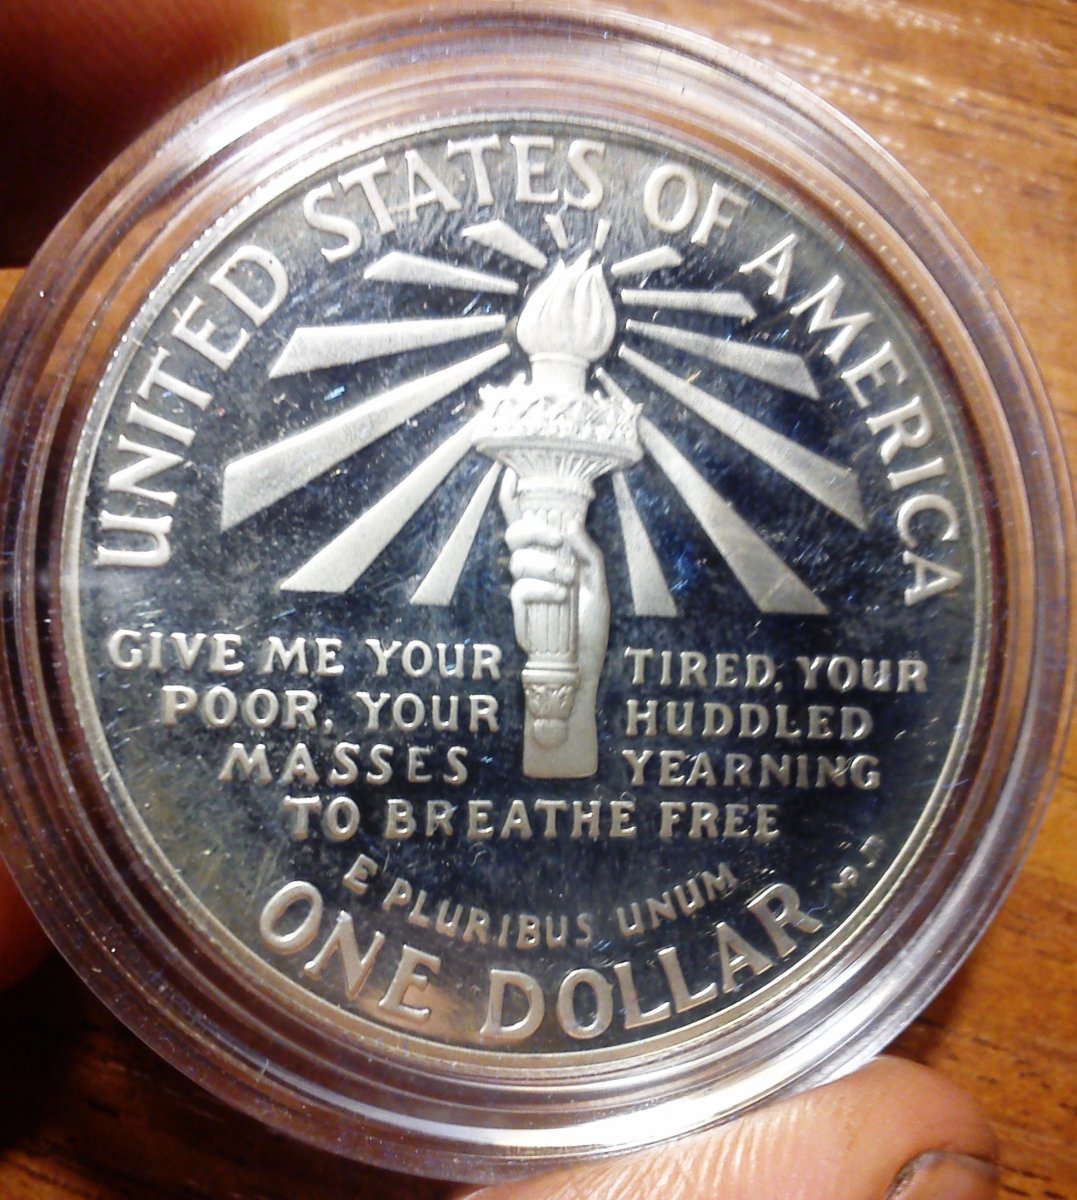 UNITED STATES OF AMERICA
GIVE ME YOUR TIRED, YOUR
POOR, YOUR HUDDLED
MASSES YEARNING
TO BREATHE FREE
E PLURIBUS UNUM
ONE DOLLAR